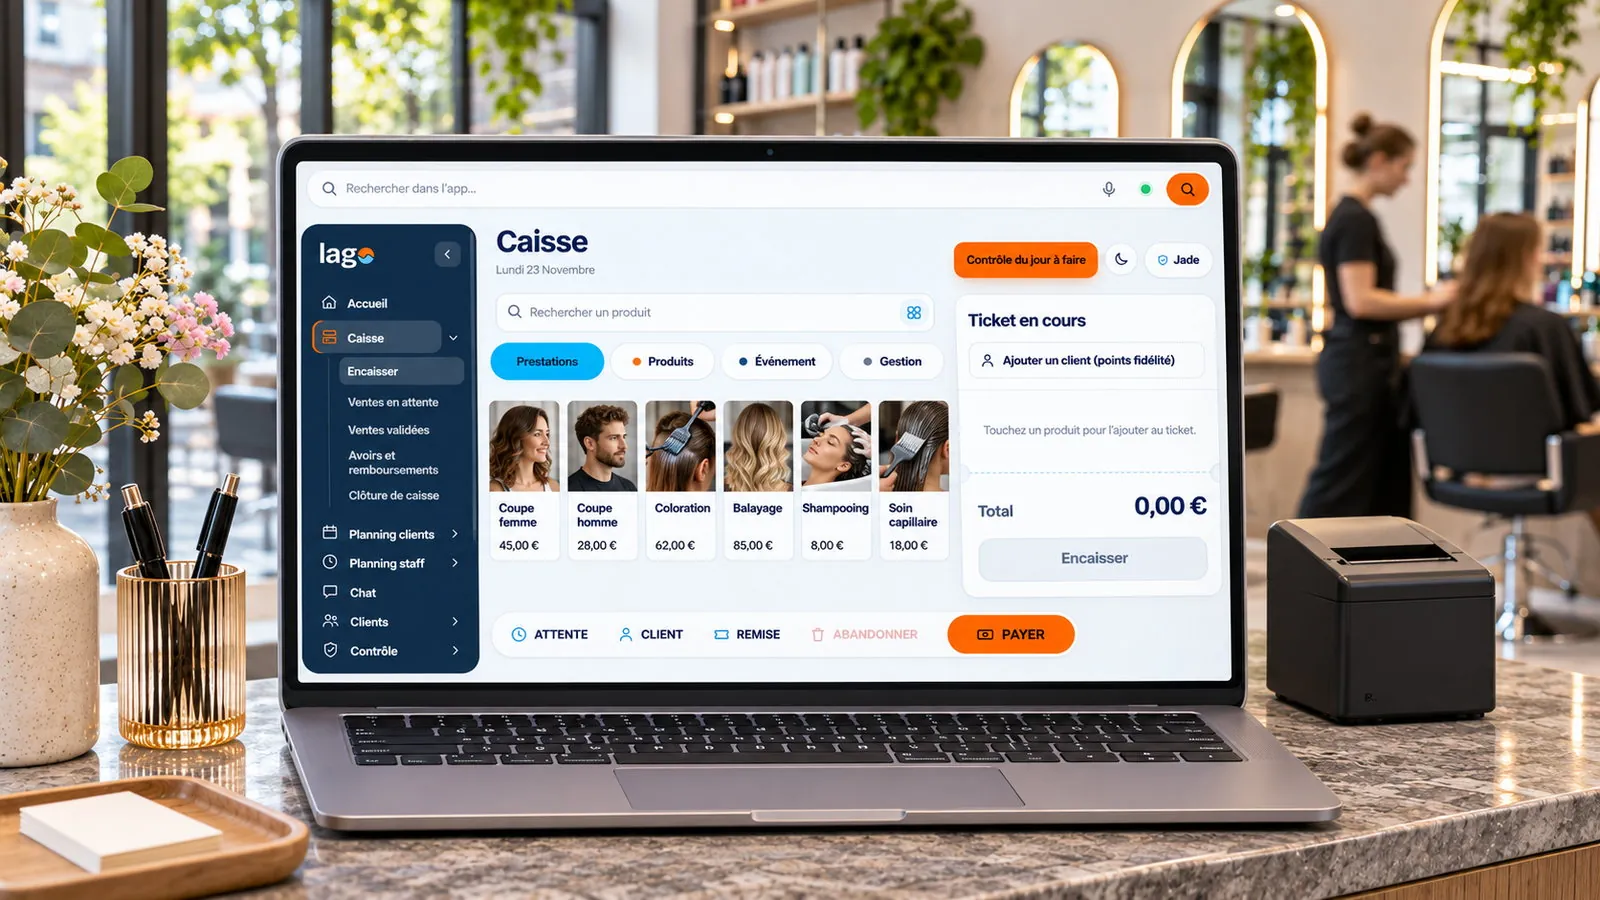 Rechercher dans l'app...
lago
Accueil
Caisse
Encaisser
Ventes en attente
Ventes validées
Avoirs et
remboursements
Clôture de caisse
Planning clients
Planning staff
Chat
Clients
Contrôle
Caisse
Lundi 23 Novembre
Contrôle du jour à faire
Jade
Rechercher un produit
Prestations
Produits
Événement
Gestion
Coupe
femme
45,00 €
Coupe
homme
28,00 €
Coloration
62,00 €
Balayage
85,00 €
Shampooing
8,00 €
Soin
capillaire
18,00 €
Ticket en cours
Ajouter un client (points fidélité)
Touchez un produit pour l'ajouter au ticket.
Total
0,00 €
Encaisser
ATTENTE
CLIENT
REMISE
ABANDONNER
PAYER